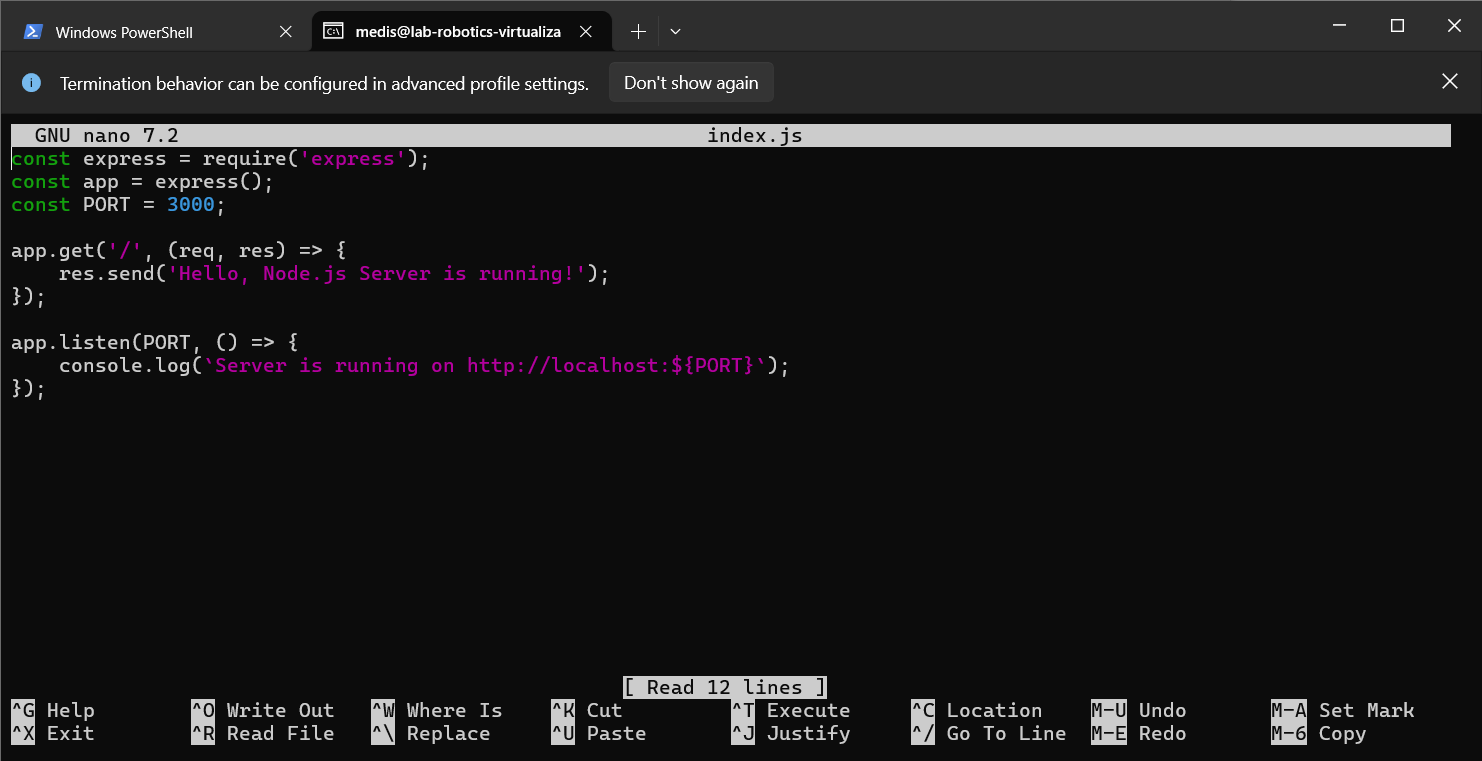 Windows PowerShell
medis@lab-robotics-virtualiza
Termination behavior can be configured in advanced profile settings.
Don't show again
GNU nano 7.2 index.js
const express = require('express');
const app = express();
const PORT = 3000;
app.get('/', (req, res) => {
    res.send('Hello, Node.js Server is running!');
});
app.listen(PORT, () => {
    console.log(`Server is running on http://localhost:${PORT}`);
});
[ Read 12 lines ]
^G Help ^O Write Out ^W Where Is ^K Cut ^T Execute ^C Location M-U Undo M-A Set Mark
^X Exit ^R Read File ^\ Replace ^U Paste ^J Justify ^/ Go To Line M-E Redo M-6 Copy